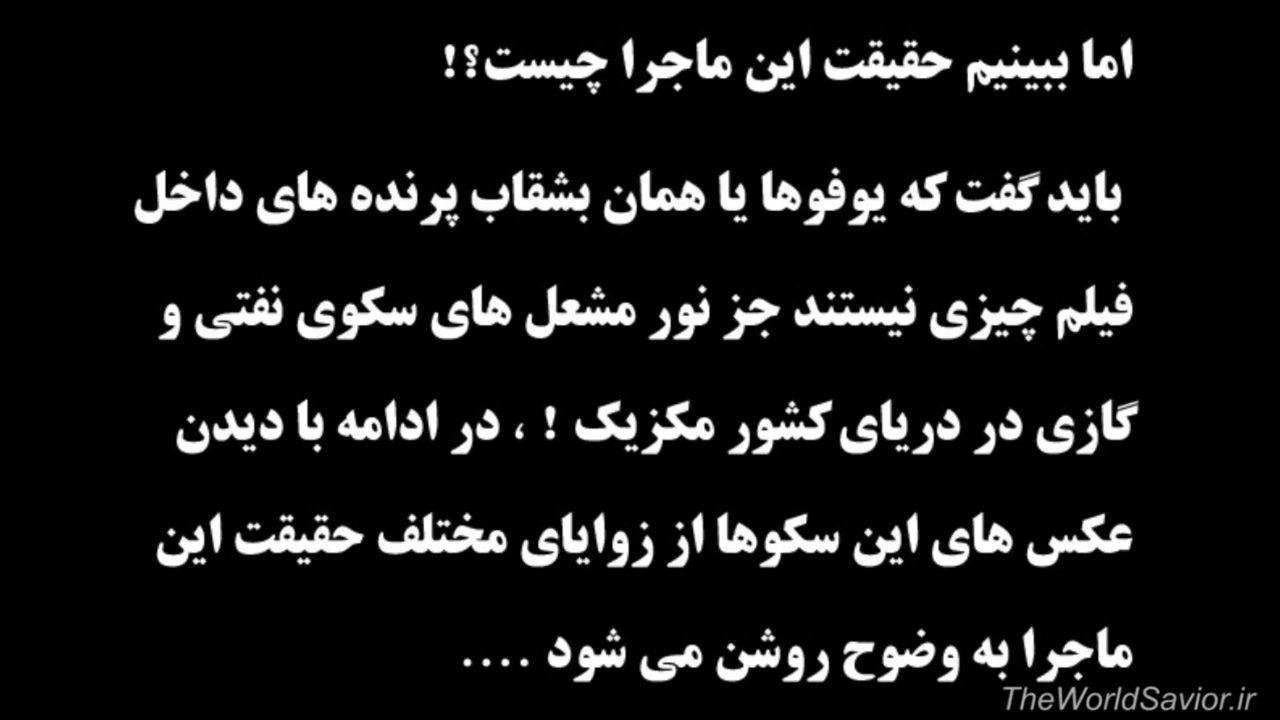 اما ببینیم حقیقت این ماجرا چیست؟!
باید گفت که یوفوها یا همان بشقاب پرنده های داخل
فیلم چیزی نیستند جز نور مشعل های سکوی نفتی و
گازی در دریای کشور مکزیک ! ، در ادامه با دیدن
عکس های این سکوها از زوایای مختلف حقیقت این
ماجرا به وضوح روشن می شود ....
TheWorldSavior.ir